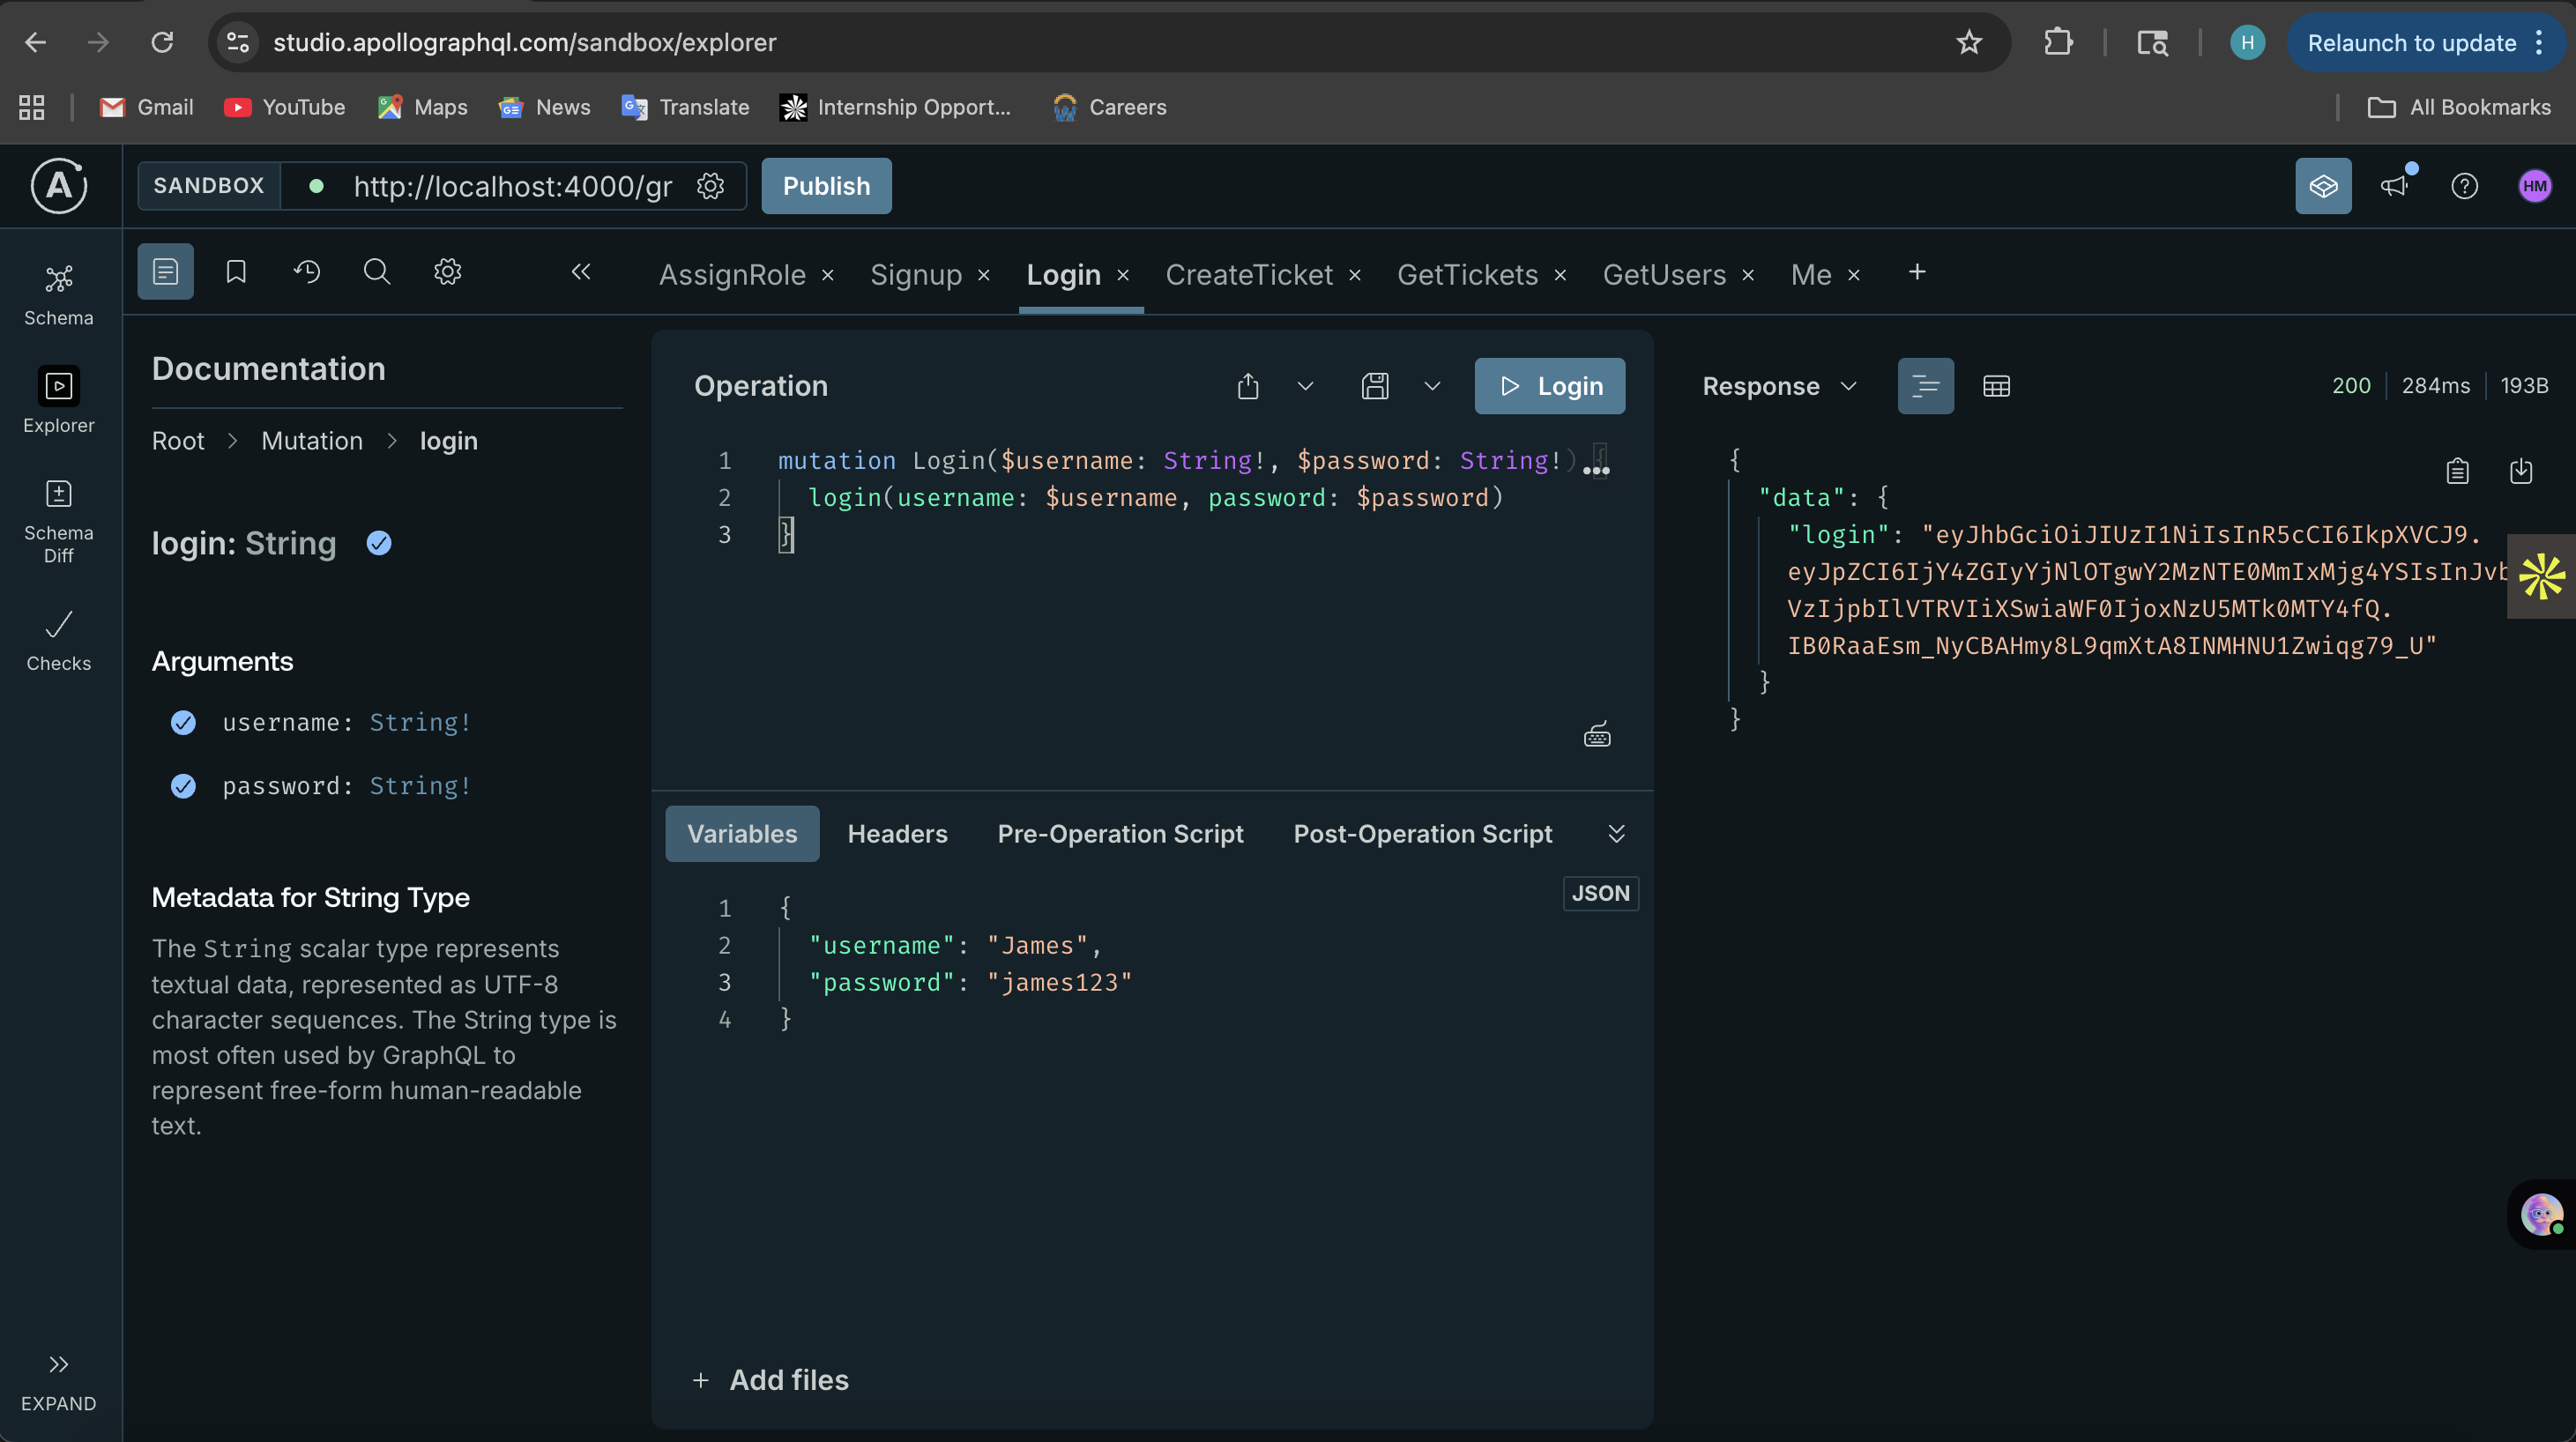 studio.apollographql.com/sandbox/explorer
H
Relaunch to update
Gmail
YouTube
Maps
News
Translate
Internship Opport...
Careers
All Bookmarks
A
SANDBOX
http://localhost:4000/gr
Publish
HM
AssignRole
Signup
Login
CreateTicket
GetTickets
GetUsers
Me
Schema
Explorer
Schema
Diff
Checks
EXPAND
Documentation
Root > Mutation > login
login: String
Arguments
username: String!
password: String!
Metadata for String Type
The String scalar type represents
textual data, represented as UTF-8
character sequences. The String type is
most often used by GraphQL to
represent free-form human-readable
text.
Operation
Login
1 mutation Login($username: String!, $password: String!) {
2 login(username: $username, password: $password)
3 }
Variables
Headers
Pre-Operation Script
Post-Operation Script
JSON
1 {
2 "username": "James",
3 "password": "james123"
4 }
+ Add files
Response
200
284ms
193B
{
"data": {
"login": "eyJhbGciOiJIUzI1NiIsInR5cCI6IkpXVCJ9.
eyJpZCI6IjY4ZGIyYjNlOTgwY2MzNTE0MmIxMjg4YSIsInJvb
VzIjpbIlVTRVIiXSwiaWF0IjoxNzU5MTk0MTY4fQ.
IB0RaaEsm_NyCBAHmy8L9qmXtA8INMHNU1Zwiqg79_U"
}
}